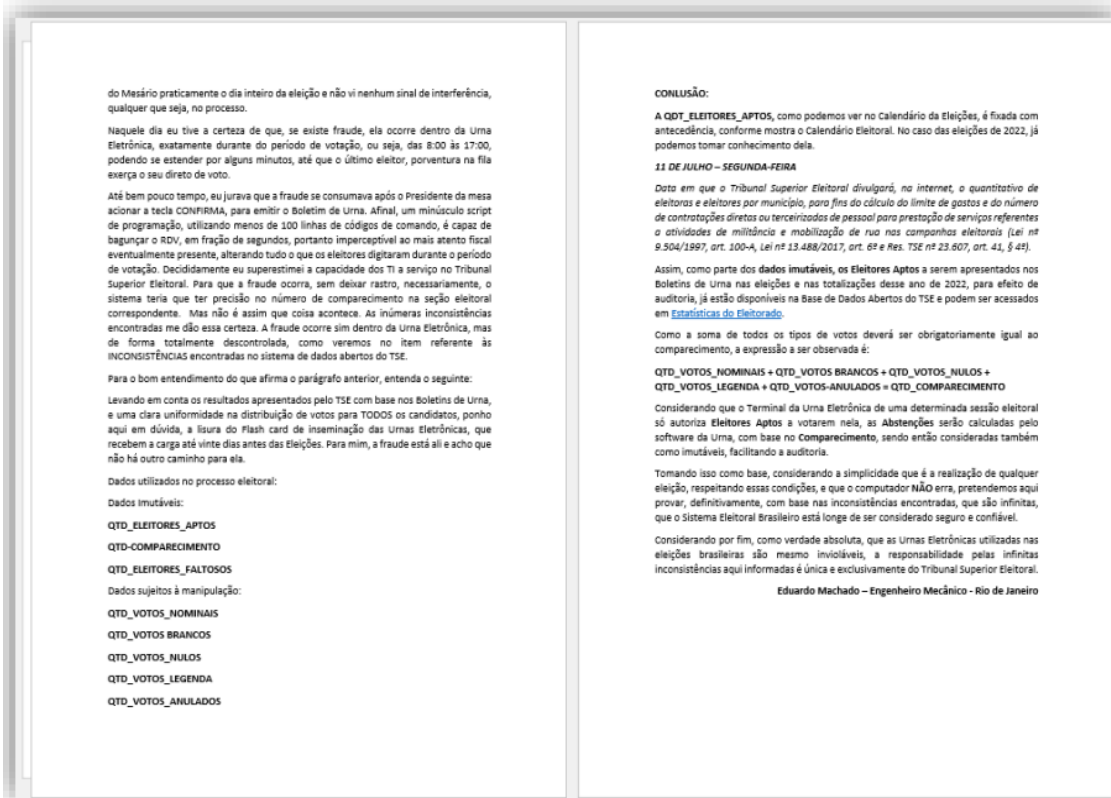 do Mesário praticamente o dia inteiro da eleição e não vi nenhum sinal de interferência,
qualquer que seja, no processo.
Naquele dia eu tive a certeza de que, se existe fraude, ela ocorre dentro da Urna
Eletrônica, exatamente durante do período de votação, ou seja, das 8:00 às 17:00,
podendo se estender por alguns minutos, até que o último eleitor, porventura na fila
exerça o seu direto de voto.
Até bem pouco tempo, eu jurava que a fraude se consumava após o Presidente da mesa
acionar a tecla CONFIRMA, para emitir o Boletim de Urna. Afinal, um minúsculo script
de programação, utilizando menos de 100 linhas de códigos de comando, é capaz de
bagunçar o RDV, em fração de segundos, portanto imperceptível ao mais atento fiscal
eventualmente presente, alterando tudo o que os eleitores digitaram durante o período
de votação. Decididamente eu superestimei a capacidade dos TI a serviço no Tribunal
Superior Eleitoral. Para que a fraude ocorra, sem deixar rastro, necessariamente, o
sistema teria que ter precisão no número de comparecimento na seção eleitoral
correspondente. Mas não é assim que coisa acontece. As inúmeras inconsistências
encontradas me dão essa certeza. A fraude ocorre sim dentro da Urna Eletrônica, mas
de forma totalmente descontrolada, como veremos no item referente às
INCONSISTÊNCIAS encontradas no sistema de dados abertos do TSE.
Para o bom entendimento do que afirma o parágrafo anterior, entenda o seguinte:
Levando em conta os resultados apresentados pelo TSE com base nos Boletins de Urna,
e uma clara uniformidade na distribuição de votos para TODOS os candidatos, ponho
aqui em dúvida, a lisura do Flash card de inseminação das Urnas Eletrônicas, que
recebem a carga até vinte dias antes das Eleições. Para mim, a fraude está ali e acho que
não há outro caminho para ela.
Dados utilizados no processo eleitoral:
Dados Imutáveis:
QTD_ELEITORES_APTOS
QTD-COMPARECIMENTO
QTD_ELEITORES_FALTOSOS
Dados sujeitos à manipulação:
QTD_VOTOS_NOMINAIS
QTD_VOTOS BRANCOS
QTD_VOTOS_NULOS
QTD_VOTOS_LEGENDA
QTD_VOTOS_ANULADOS
CONLUSÃO:
A QDT_ELEITORES_APTOS, como podemos ver no Calendário da Eleições, é fixada com
antecedência, conforme mostra o Calendário Eleitoral. No caso das eleições de 2022, já
podemos tomar conhecimento dela.
11 DE JULHO – SEGUNDA-FEIRA
Data em que o Tribunal Superior Eleitoral divulgará, na internet, o quantitativo de
eleitoras e eleitores por município, para fins do cálculo do limite de gastos e do número
de contratações diretas ou terceirizadas de pessoal para prestação de serviços referentes
a atividades de militância e mobilização de rua nas campanhas eleitorais (Lei nº
9.504/1997, art. 100-A, Lei nº 13.488/2017, art. 6º e Res. TSE nº 23.607, art. 41, § 4º).
Assim, como parte dos dados imutáveis, os Eleitores Aptos a serem apresentados nos
Boletins de Urna nas eleições e nas totalizações desse ano de 2022, para efeito de
auditoria, já estão disponíveis na Base de Dados Abertos do TSE e podem ser acessados
em Estatísticas do Eleitorado.
Como a soma de todos os tipos de votos deverá ser obrigatoriamente igual ao
comparecimento, a expressão a ser observada é:
QTD_VOTOS_NOMINAIS + QTD_VOTOS BRANCOS + QTD_VOTOS_NULOS +
QTD_VOTOS_LEGENDA + QTD_VOTOS-ANULADOS = QTD_COMPARECIMENTO
Considerando que o Terminal da Urna Eletrônica de uma determinada sessão eleitoral
só autoriza Eleitores Aptos a votarem nela, as Abstenções serão calculadas pelo
software da Urna, com base no Comparecimento, sendo então consideradas também
como imutáveis, facilitando a auditoria.
Tomando isso como base, considerando a simplicidade que é a realização de qualquer
eleição, respeitando essas condições, e que o computador NÃO erra, pretendemos aqui
provar, definitivamente, com base nas inconsistências encontradas, que são infinitas,
que o Sistema Eleitoral Brasileiro está longe de ser considerado seguro e confiável.
Considerando por fim, como verdade absoluta, que as Urnas Eletrônicas utilizadas nas
eleições brasileiras são mesmo invioláveis, a responsabilidade pelas infinitas
inconsistências aqui informadas é única e exclusivamente do Tribunal Superior Eleitoral.
Eduardo Machado – Engenheiro Mecânico - Rio de Janeiro